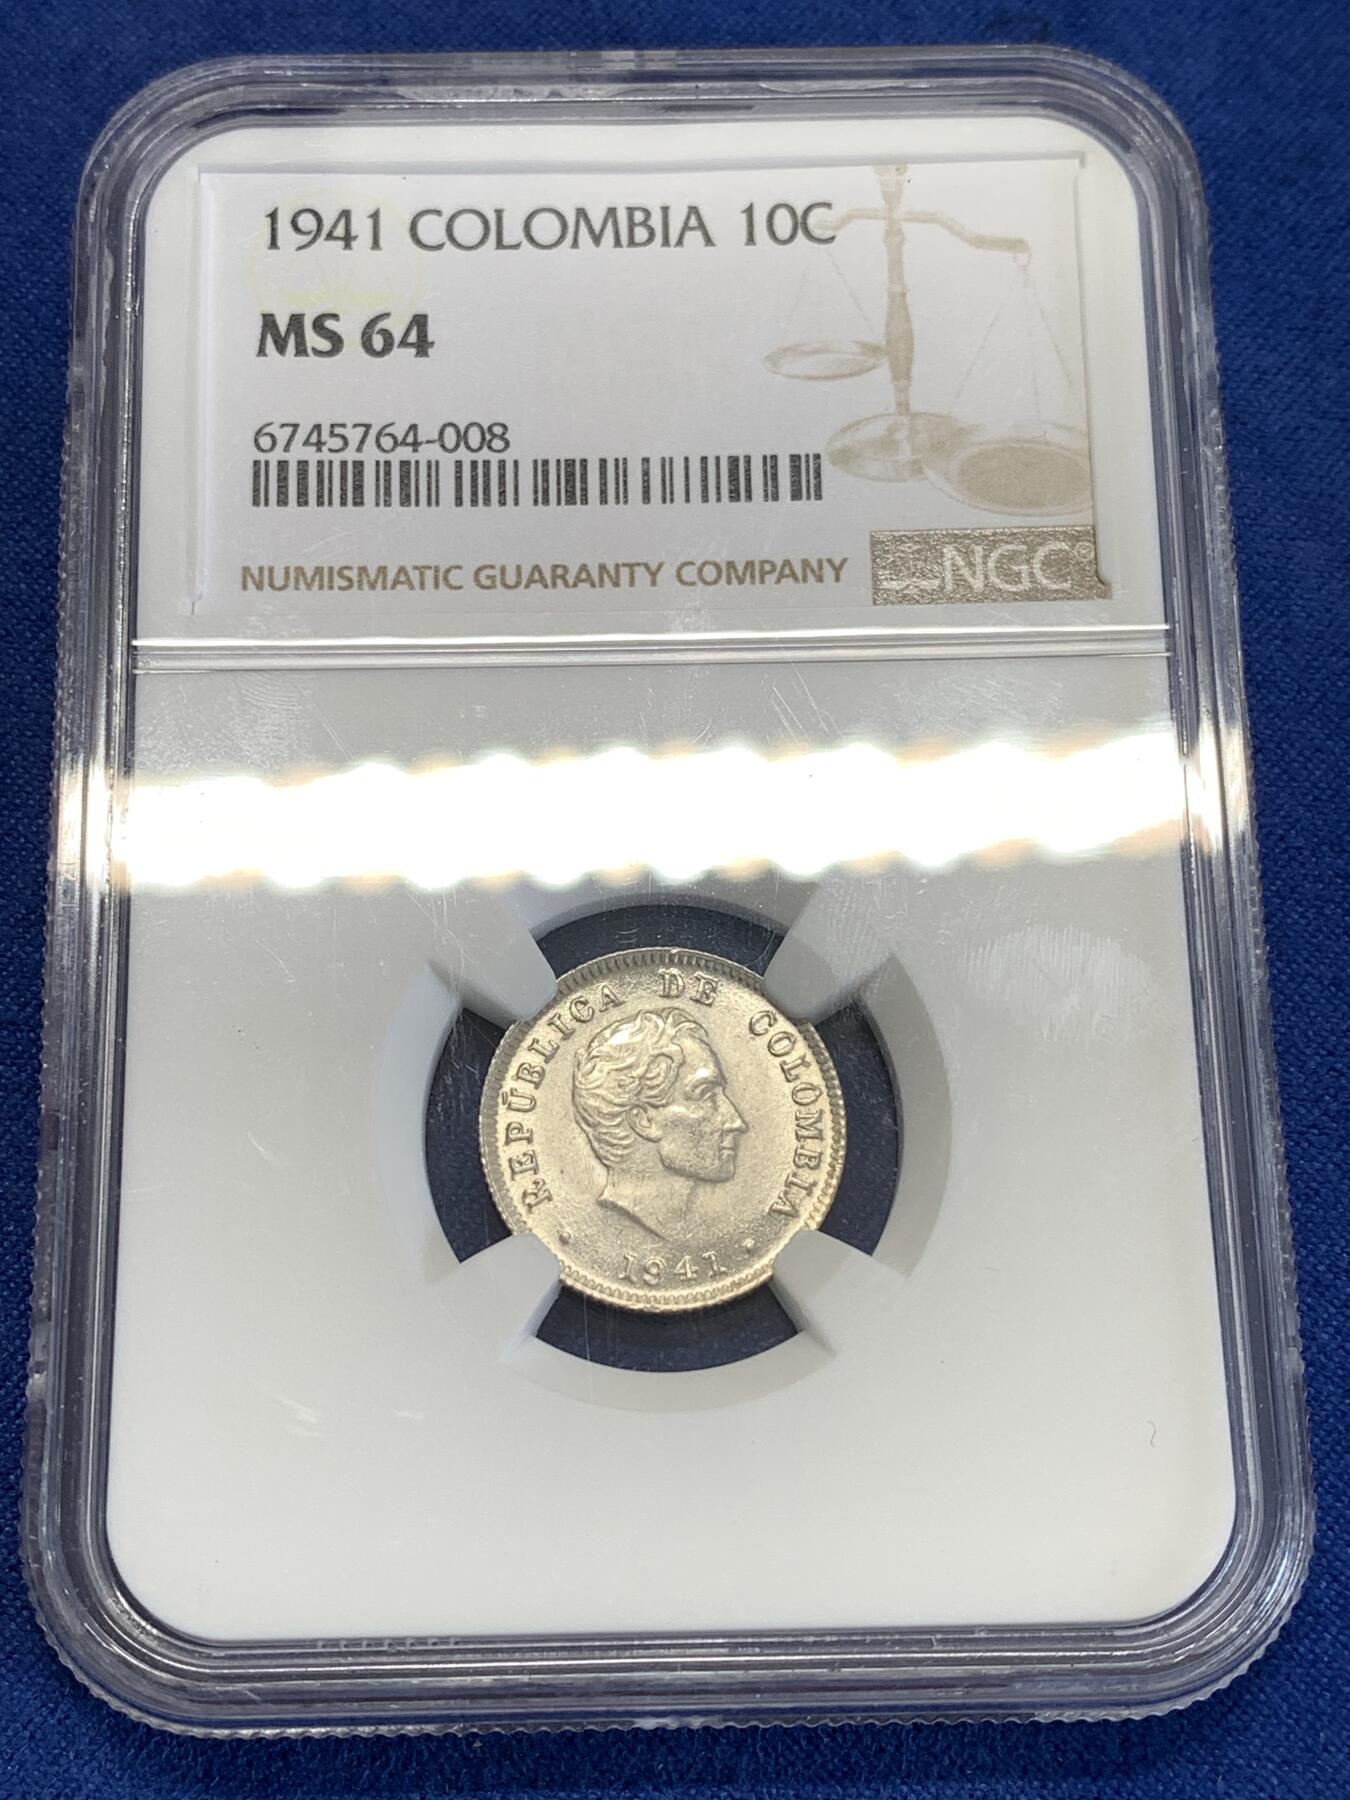 1941 COLOMBIA 10C
MS 64
6745764-008
NUMISMATIC GUARANTY COMPANY
NGC®
REPÚBLICA DE COLOMBIA
• 1941 •